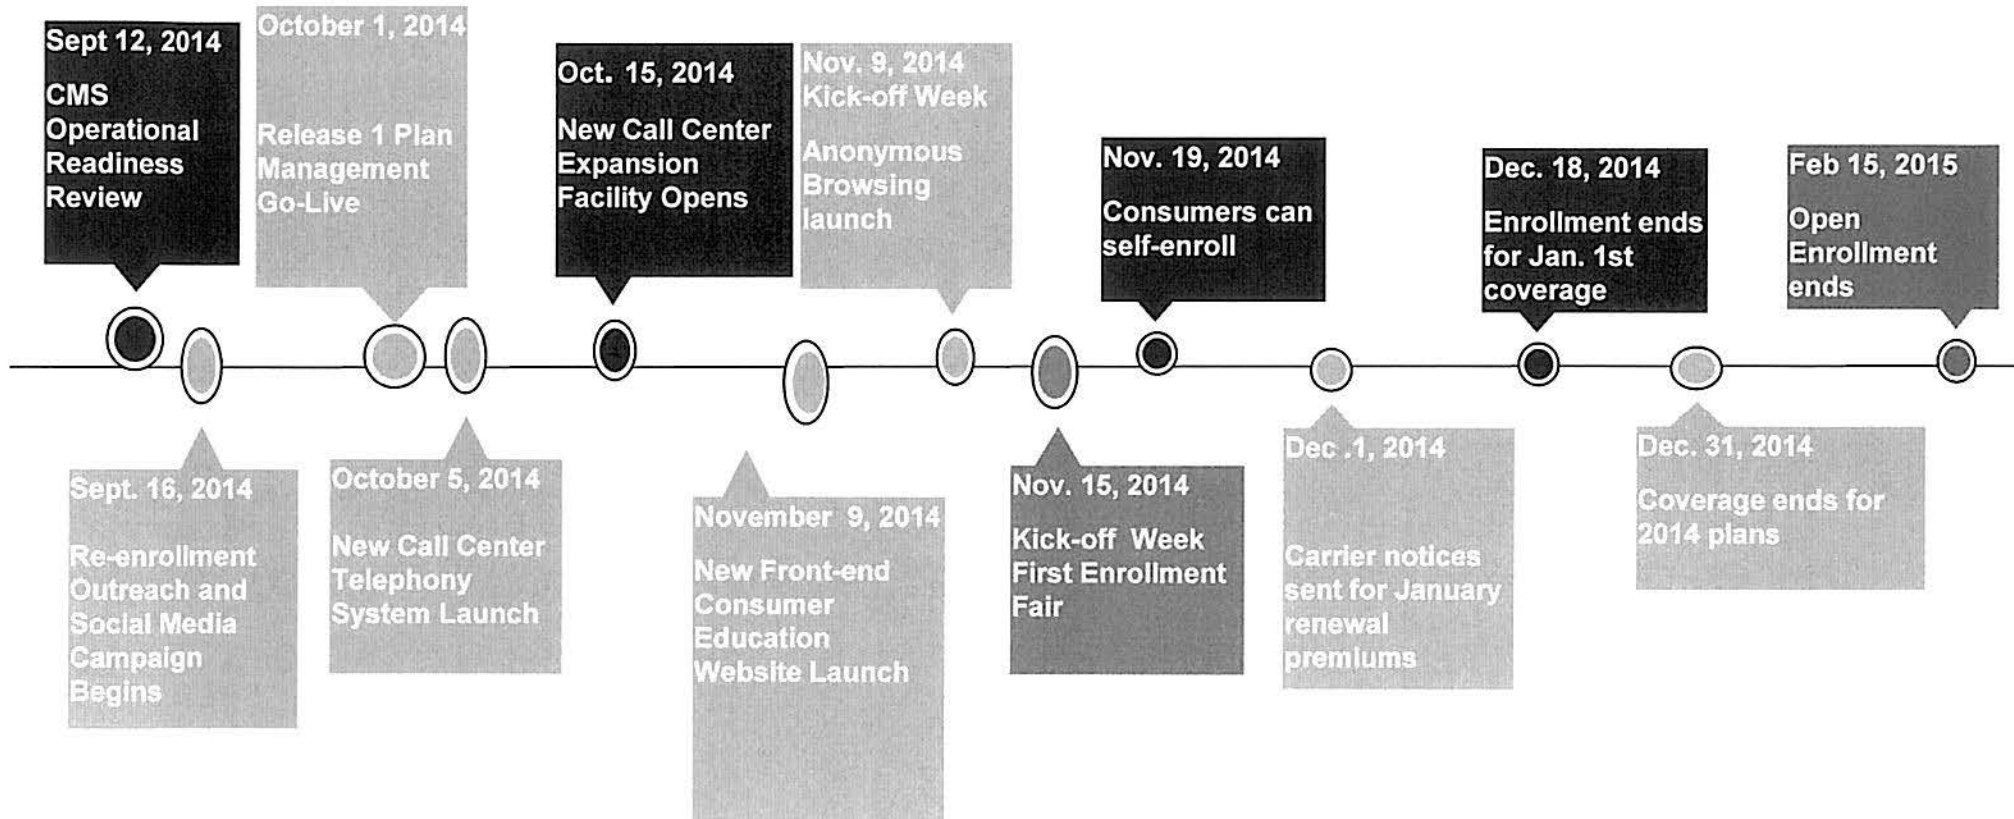 Sept 12, 2014
CMS
Operational
Readiness
Review
October 1, 2014
Release 1 Plan
Management
Go-Live
Oct. 15, 2014
New Call Center
Expansion
Facility Opens
Nov. 9, 2014
Kick-off Week
Anonymous
Browsing
launch
Nov. 19, 2014
Consumers can
self-enroll
Dec. 18, 2014
Enrollment ends
for Jan. 1st
coverage
Feb 15, 2015
Open
Enrollment
ends
Sept. 16, 2014
Re-enrollment
Outreach and
Social Media
Campaign
Begins
October 5, 2014
New Call Center
Telephony
System Launch
November  9, 2014
New Front-end
Consumer
Education
Website Launch
Nov. 15, 2014
Kick-off  Week
First Enrollment
Fair
Dec .1, 2014
Carrier notices
sent for January
renewal
premiums
Dec. 31, 2014
Coverage ends for
2014 plans